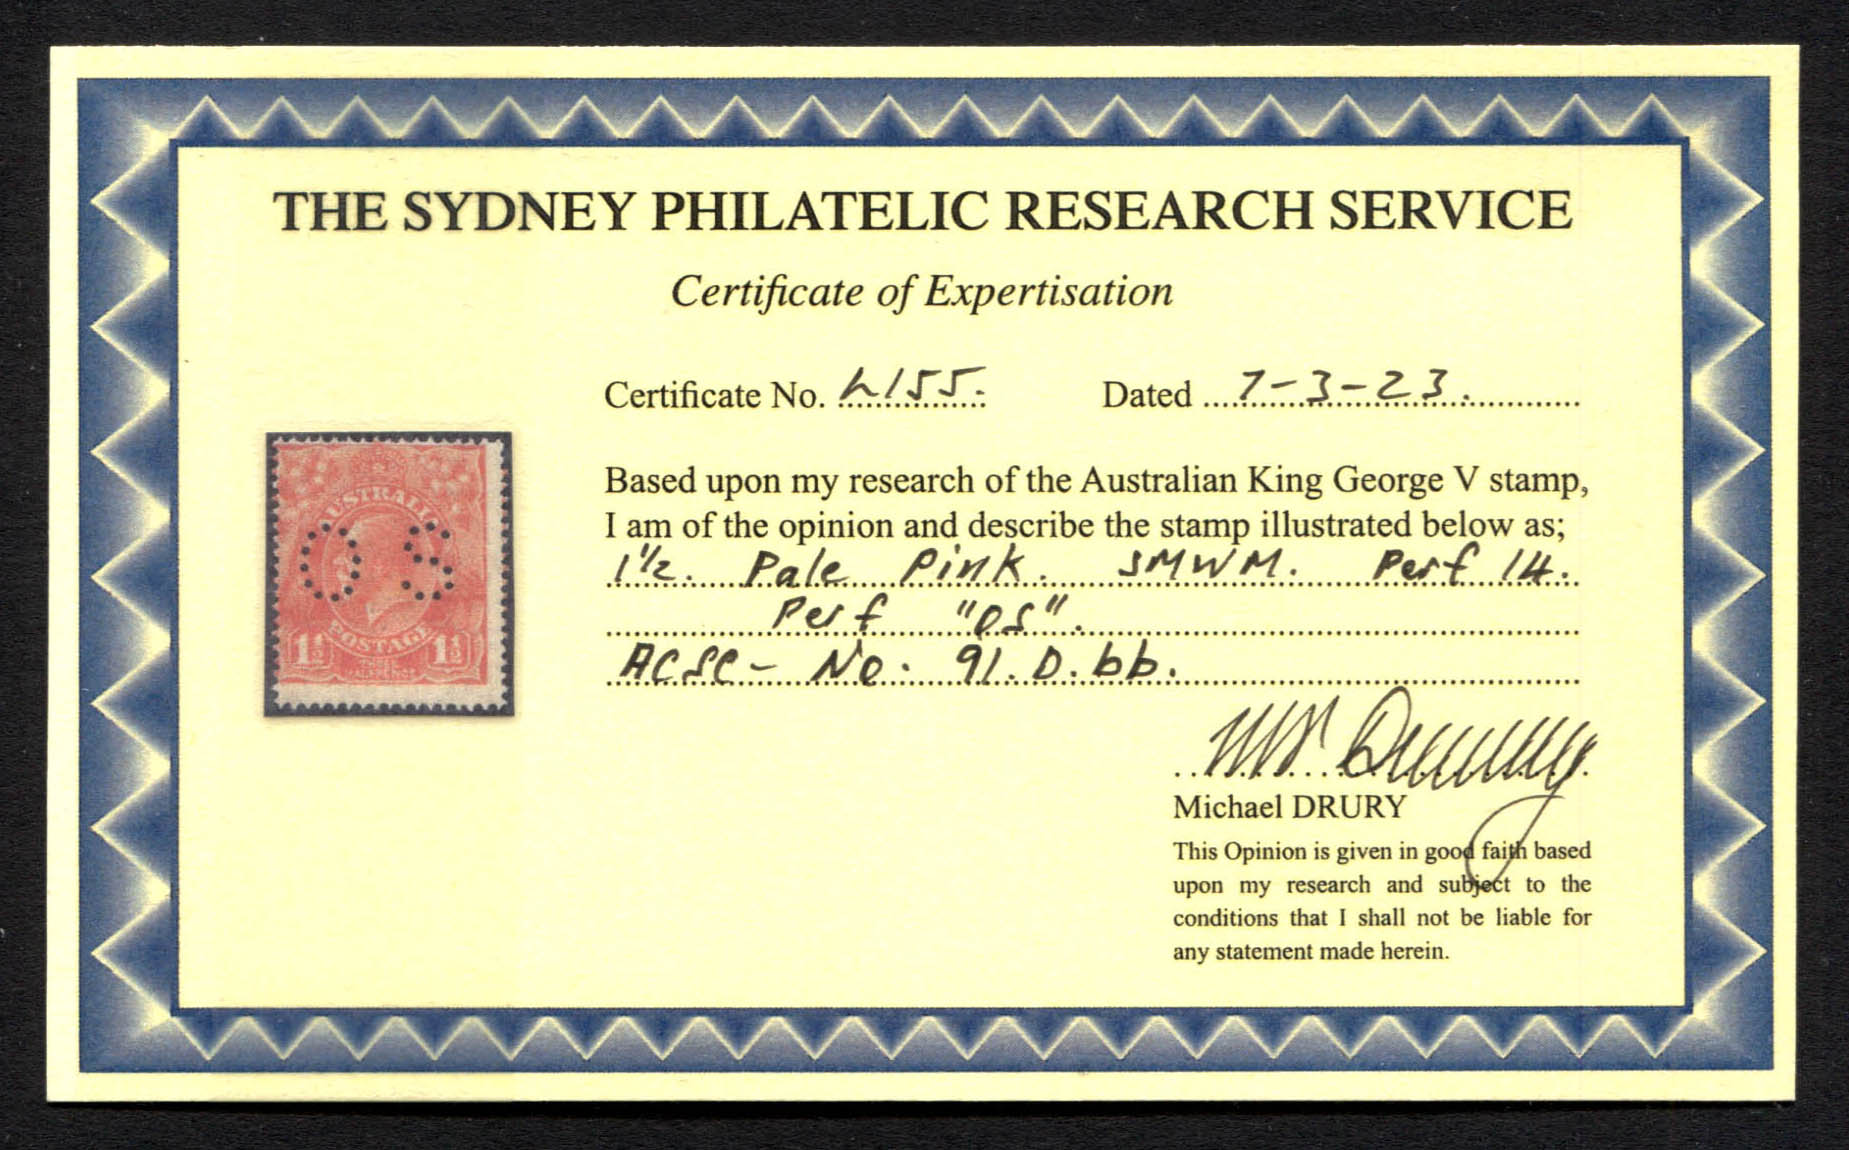 THE SYDNEY PHILATELIC RESEARCH SERVICE
Certificate of Expertisation
Certificate No. h155. Dated 7-3-23.
Based upon my research of the Australian King George V stamp,
I am of the opinion and describe the stamp illustrated below as;
1½. Pale Pink. SMWM. Perf 14.
Perf "OS".
ACSC- No. 91.D.bb.
AUSTRALIA
O S
POSTAGE
1½ 1½
HALFPENCE
Michael DRURY
This Opinion is given in good faith based
upon my research and subject to the
conditions that I shall not be liable for
any statement made herein.